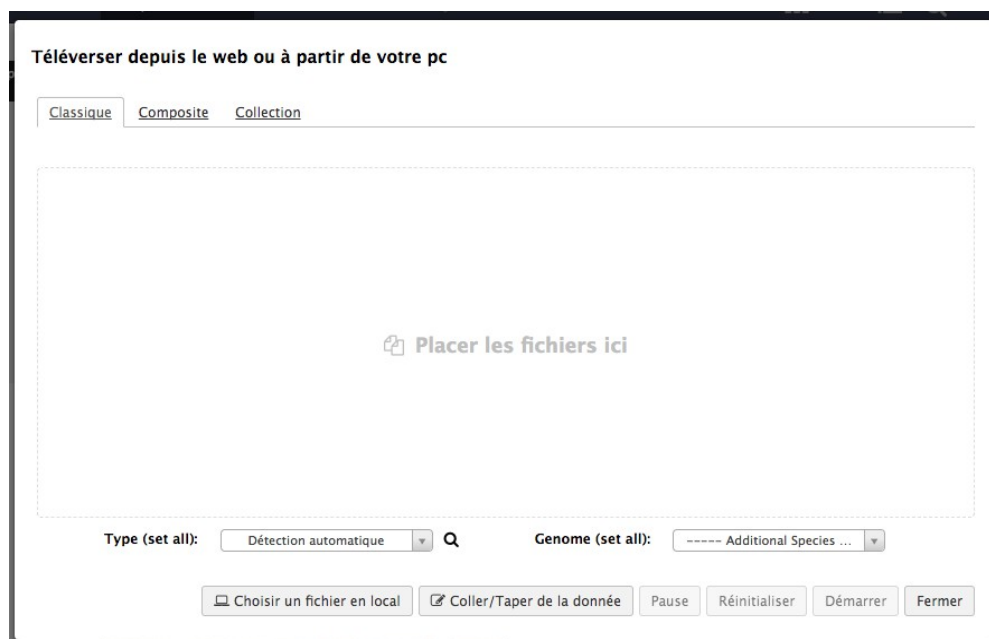 Téléverser depuis le web ou à partir de votre pc
Classique Composite Collection
Placer les fichiers ici
Type (set all): Détection automatique Genome (set all): ----- Additional Species ...
Choisir un fichier en local Coller/Taper de la donnée Pause Réinitialiser Démarrer Fermer